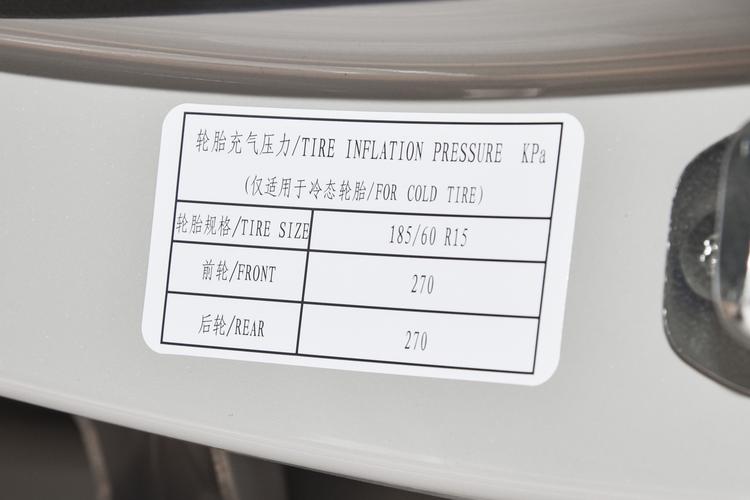 轮胎充气压力/TIRE INFLATION PRESSURE KPa
(仅适用于冷态轮胎/FOR COLD TIRE)
轮胎规格/TIRE SIZE 185/60 R15
前轮/FRONT 270
后轮/REAR 270